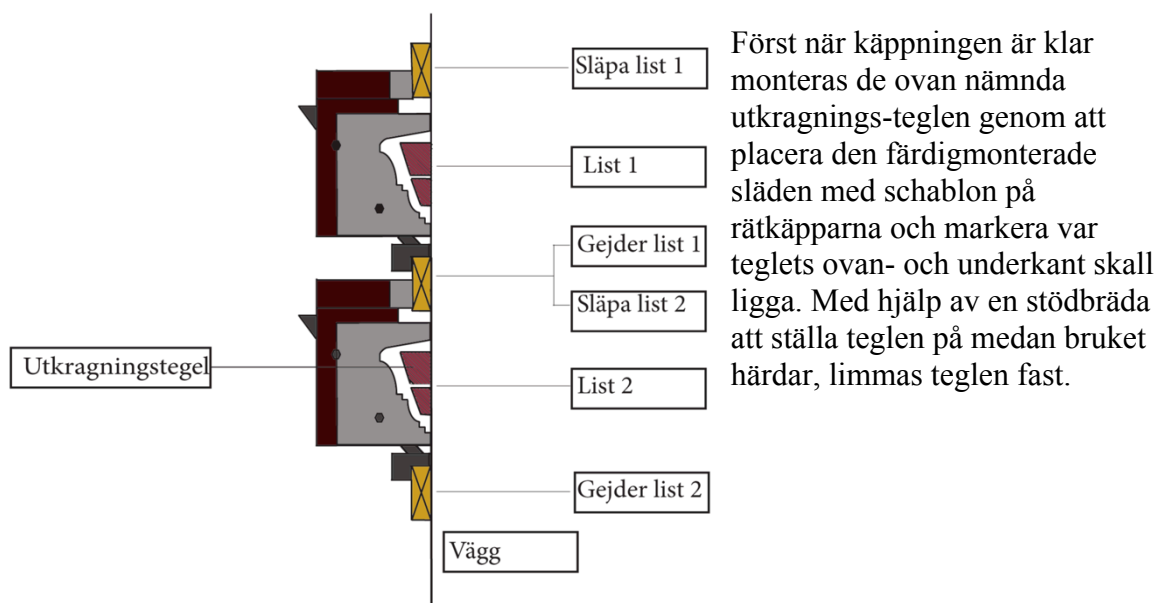 Släpa list 1
List 1
Gejder list 1
Släpa list 2
Utkragningstegel
List 2
Gejder list 2
Vägg
Först när käppningen är klar
monteras de ovan nämnda
utkragnings-teglen genom att
placera den färdigmonterade
släden med schablon på
rätkäpparna och markera var
teglets ovan- och underkant skall
ligga. Med hjälp av en stödbräda
att ställa teglen på medan bruket
härdar, limmas teglen fast.